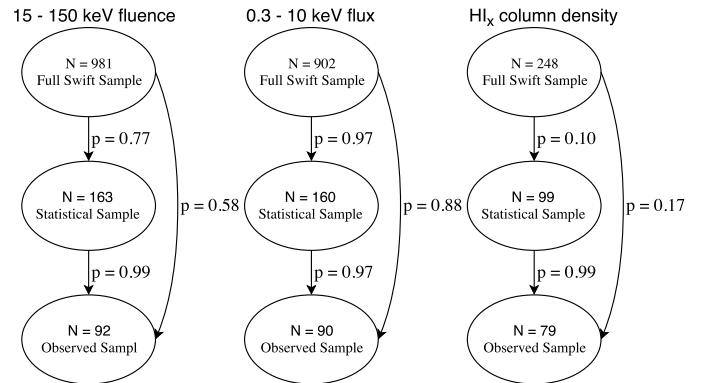 15 - 150 keV fluence
N = 981
Full Swift Sample
p = 0.77
N = 163
Statistical Sample
p = 0.58
p = 0.99
N = 92
Observed Sampl
0.3 - 10 keV flux
N = 902
Full Swift Sample
p = 0.97
N = 160
Statistical Sample
p = 0.88
p = 0.97
N = 90
Observed Sample
HIx column density
N = 248
Full Swift Sample
p = 0.10
N = 99
Statistical Sample
p = 0.17
p = 0.99
N = 79
Observed Sample